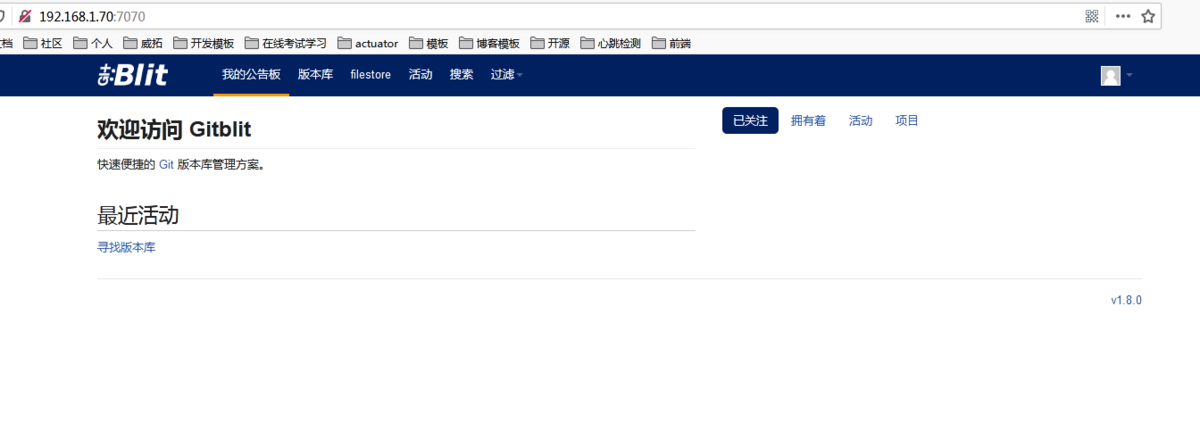 192.168.1.70:7070
文档 社区 个人 威拓 开发模板 在线考试学习 actuator 模板 博客模板 开源 心跳检测 前端
Blit 我的公告板 版本库 filestore 活动 搜索 过滤
已关注 拥有着 活动 项目
欢迎访问 Gitblit
快速便捷的 Git 版本库管理方案。
最近活动
寻找版本库
v1.8.0